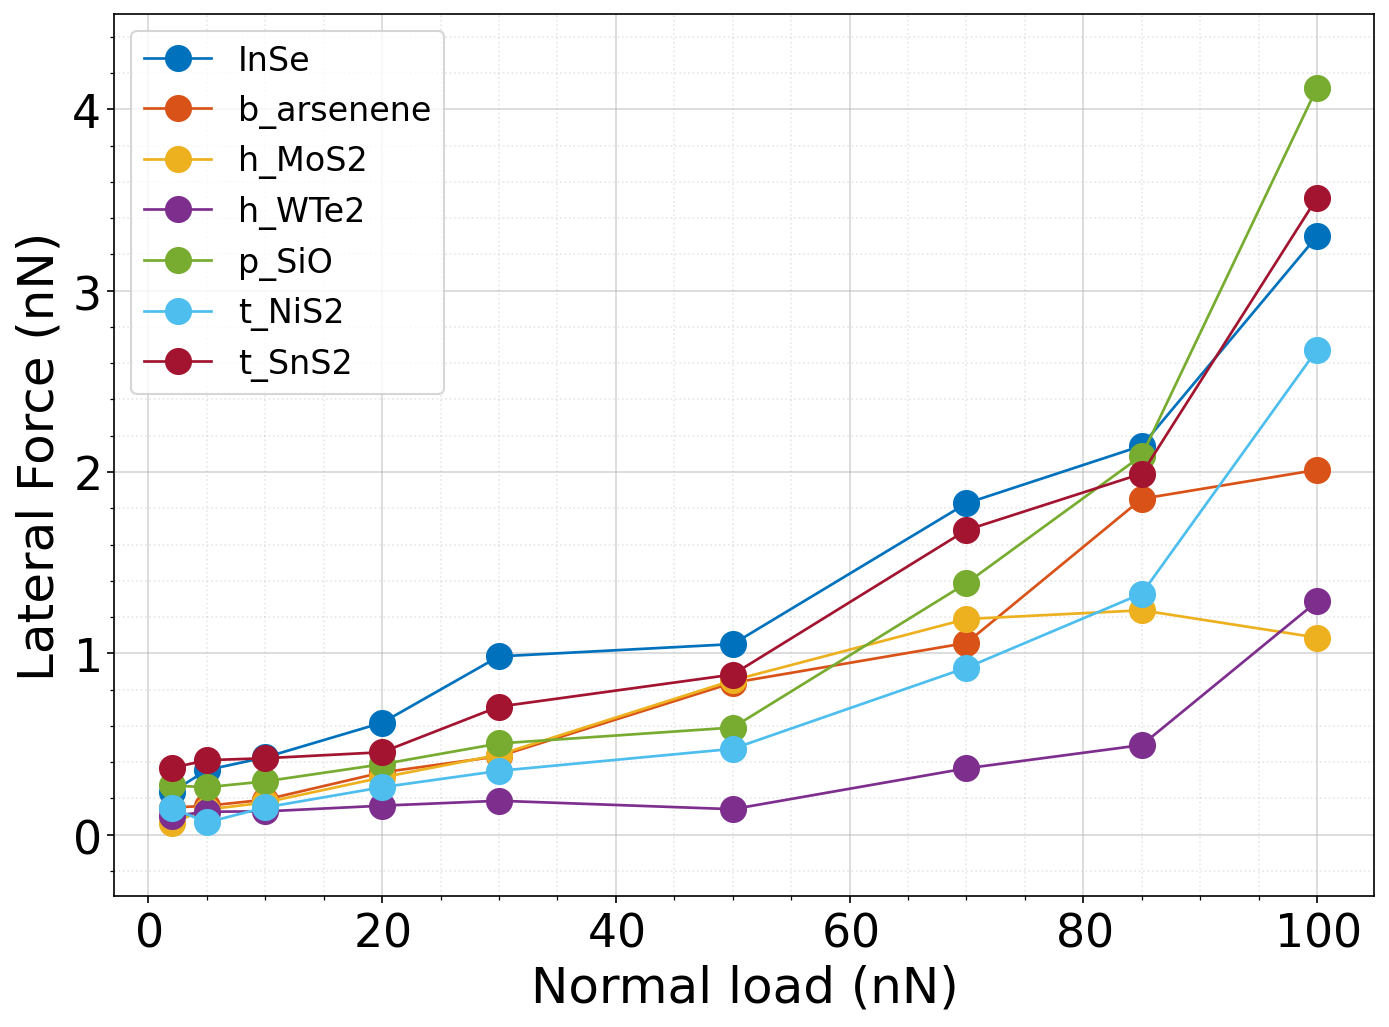 InSe
b_arsenene
h_MoS2
h_WTe2
p_SiO
t_NiS2
t_SnS2
4
3
2
1
0
Lateral Force (nN)
0 20 40 60 80 100
Normal load (nN)